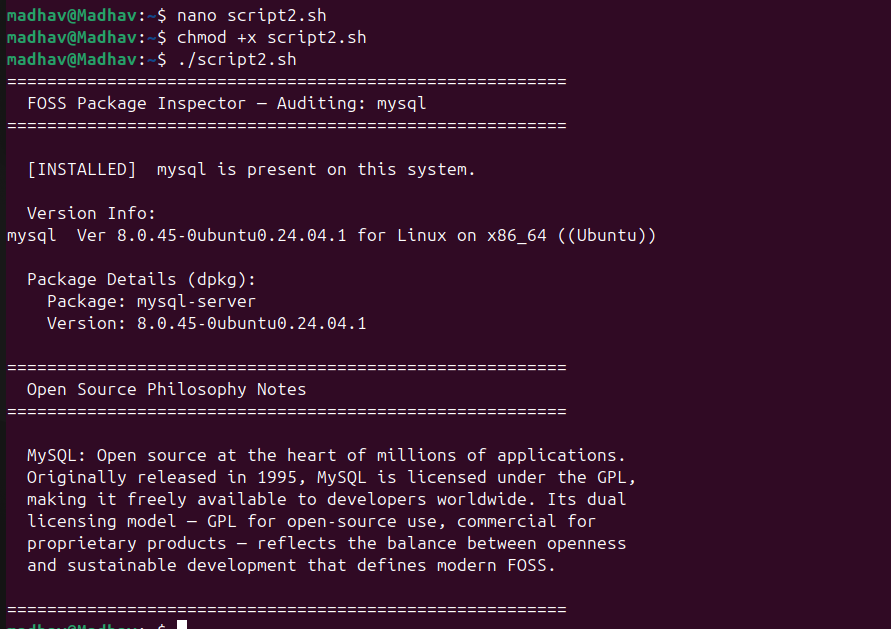 madhav@Madhav:~$ nano script2.sh
madhav@Madhav:~$ chmod +x script2.sh
madhav@Madhav:~$ ./script2.sh
========================================================
  FOSS Package Inspector — Auditing: mysql
========================================================

  [INSTALLED]  mysql is present on this system.

  Version Info:
mysql  Ver 8.0.45-0ubuntu0.24.04.1 for Linux on x86_64 ((Ubuntu))

  Package Details (dpkg):
    Package: mysql-server
    Version: 8.0.45-0ubuntu0.24.04.1

========================================================
  Open Source Philosophy Notes
========================================================

  MySQL: Open source at the heart of millions of applications.
  Originally released in 1995, MySQL is licensed under the GPL,
  making it freely available to developers worldwide. Its dual
  licensing model — GPL for open-source use, commercial for
  proprietary products — reflects the balance between openness
  and sustainable development that defines modern FOSS.

========================================================
madhav@Madhav:~$